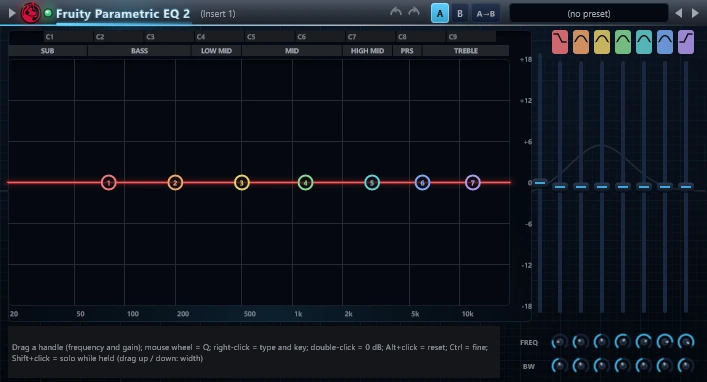 Fruity Parametric EQ 2 (Insert 1) A B A→B (no preset)
C1 C2 C3 C4 C5 C6 C7 C8 C9
SUB BASS LOW MID MID HIGH MID PRS TREBLE
+18
+12
+6
1 2 3 4 5 6 7 0
-6
-12
-18
20 50 100 200 500 1k 2k 5k 10k
Drag a handle (frequency and gain); mouse wheel = Q; right-click = type and key; double-click = 0 dB; Alt+click = reset; Ctrl = fine;
Shift+click = solo while held (drag up / down: width)
FREQ
BW